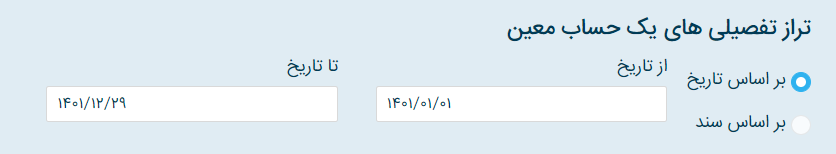 تراز تفصیلی های یک حساب معین
از تاریخ
تا تاریخ
بر اساس تاریخ
۱۴۰۱/۰۱/۰۱
۱۴۰۱/۱۲/۲۹
بر اساس سند